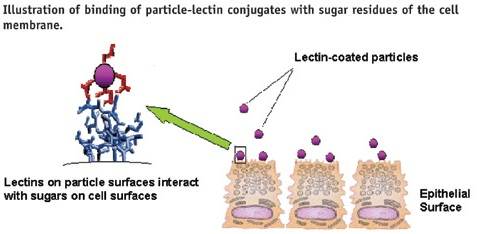 Illustration of binding of particle-lectin conjugates with sugar residues of the cell
membrane.
Lectin-coated particles
Lectins on particle surfaces interact
with sugars on cell surfaces
Epithelial
Surface